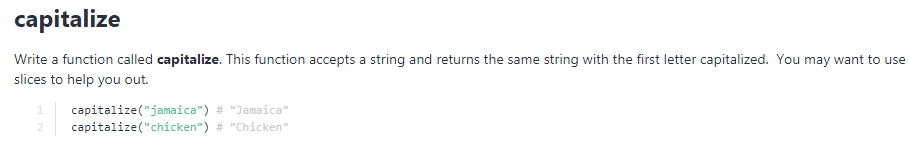 capitalize
Write a function called capitalize. This function accepts a string and returns the same string with the first letter capitalized.  You may want to use
slices to help you out.
1 capitalize("jamaica") # "Jamaica"
2 capitalize("chicken") # "Chicken"